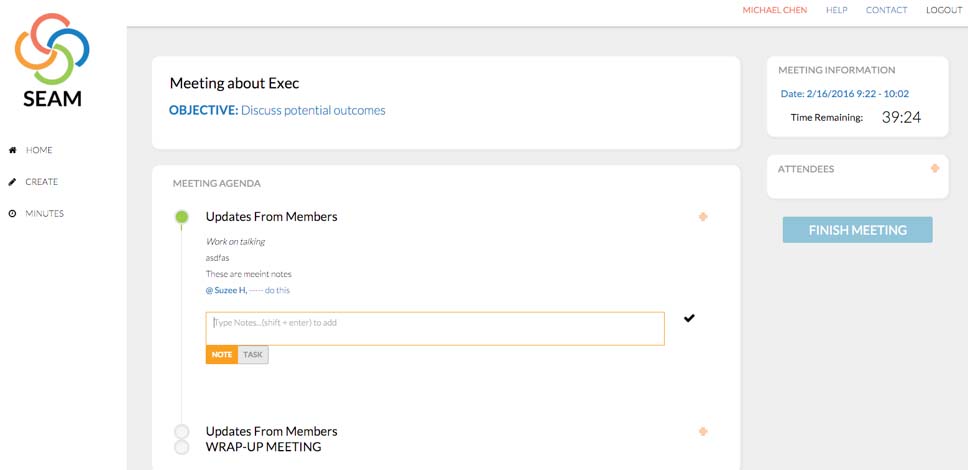 MICHAEL CHEN HELP CONTACT LOGOUT
SEAM
HOME
CREATE
MINUTES
Meeting about Exec
OBJECTIVE: Discuss potential outcomes
MEETING AGENDA
Updates From Members
Work on talking
asdfas
These are meeint notes
@ Suzee H, ----- do this
Type Notes...(shift + enter) to add
NOTE TASK
Updates From Members
WRAP-UP MEETING
MEETING INFORMATION
Date: 2/16/2016 9:22 - 10:02
Time Remaining: 39:24
ATTENDEES
FINISH MEETING